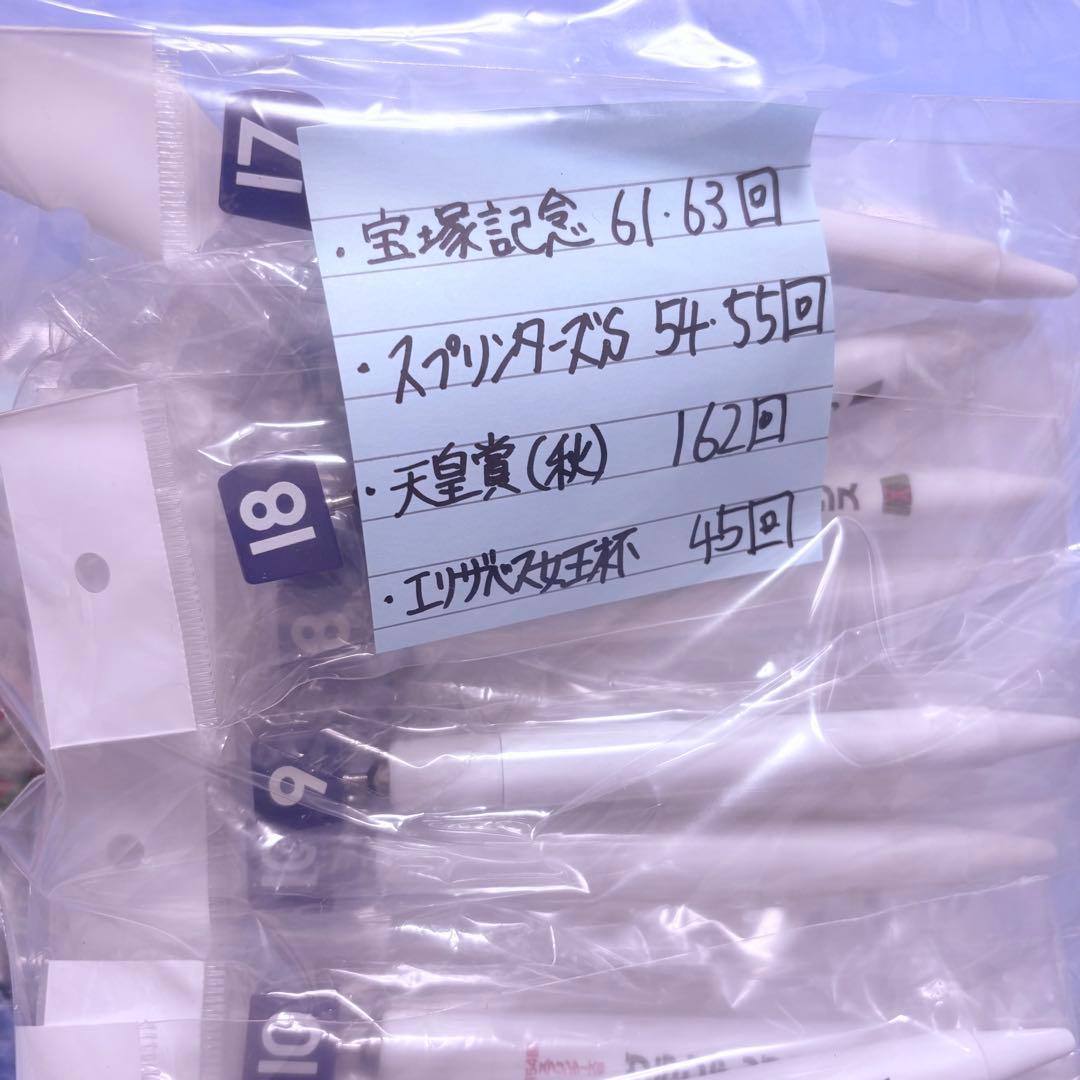 17
・宝塚記念 61・63回
・スプリンターズS 54・55回
・天皇賞(秋) 162回
・エリザベス女王杯 45回
18
8
9
10
10